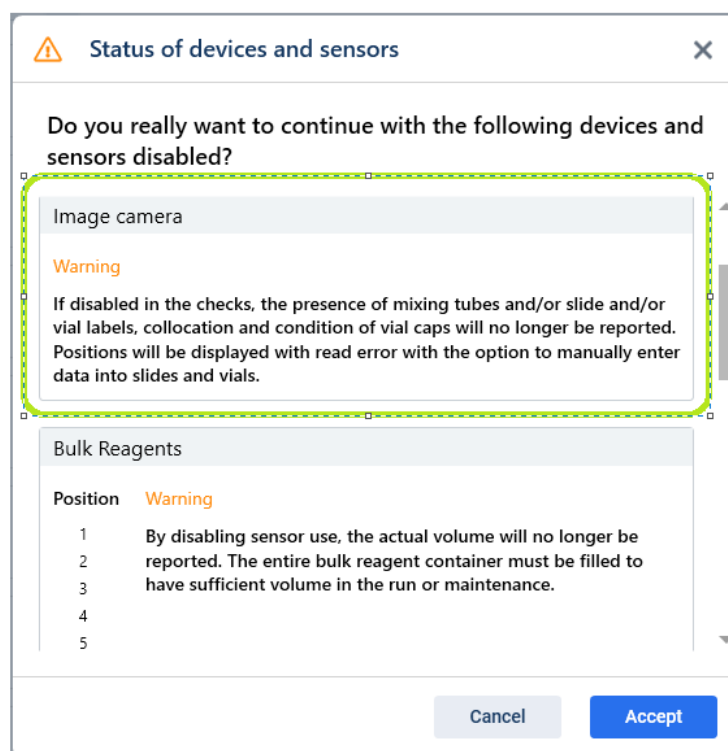 Status of devices and sensors
Do you really want to continue with the following devices and
sensors disabled?
Image camera
Warning
If disabled in the checks, the presence of mixing tubes and/or slide and/or
vial labels, collocation and condition of vial caps will no longer be reported.
Positions will be displayed with read error with the option to manually enter
data into slides and vials.
Bulk Reagents
Position Warning
1 By disabling sensor use, the actual volume will no longer be
2 reported. The entire bulk reagent container must be filled to
3 have sufficient volume in the run or maintenance.
4
5
Cancel Accept